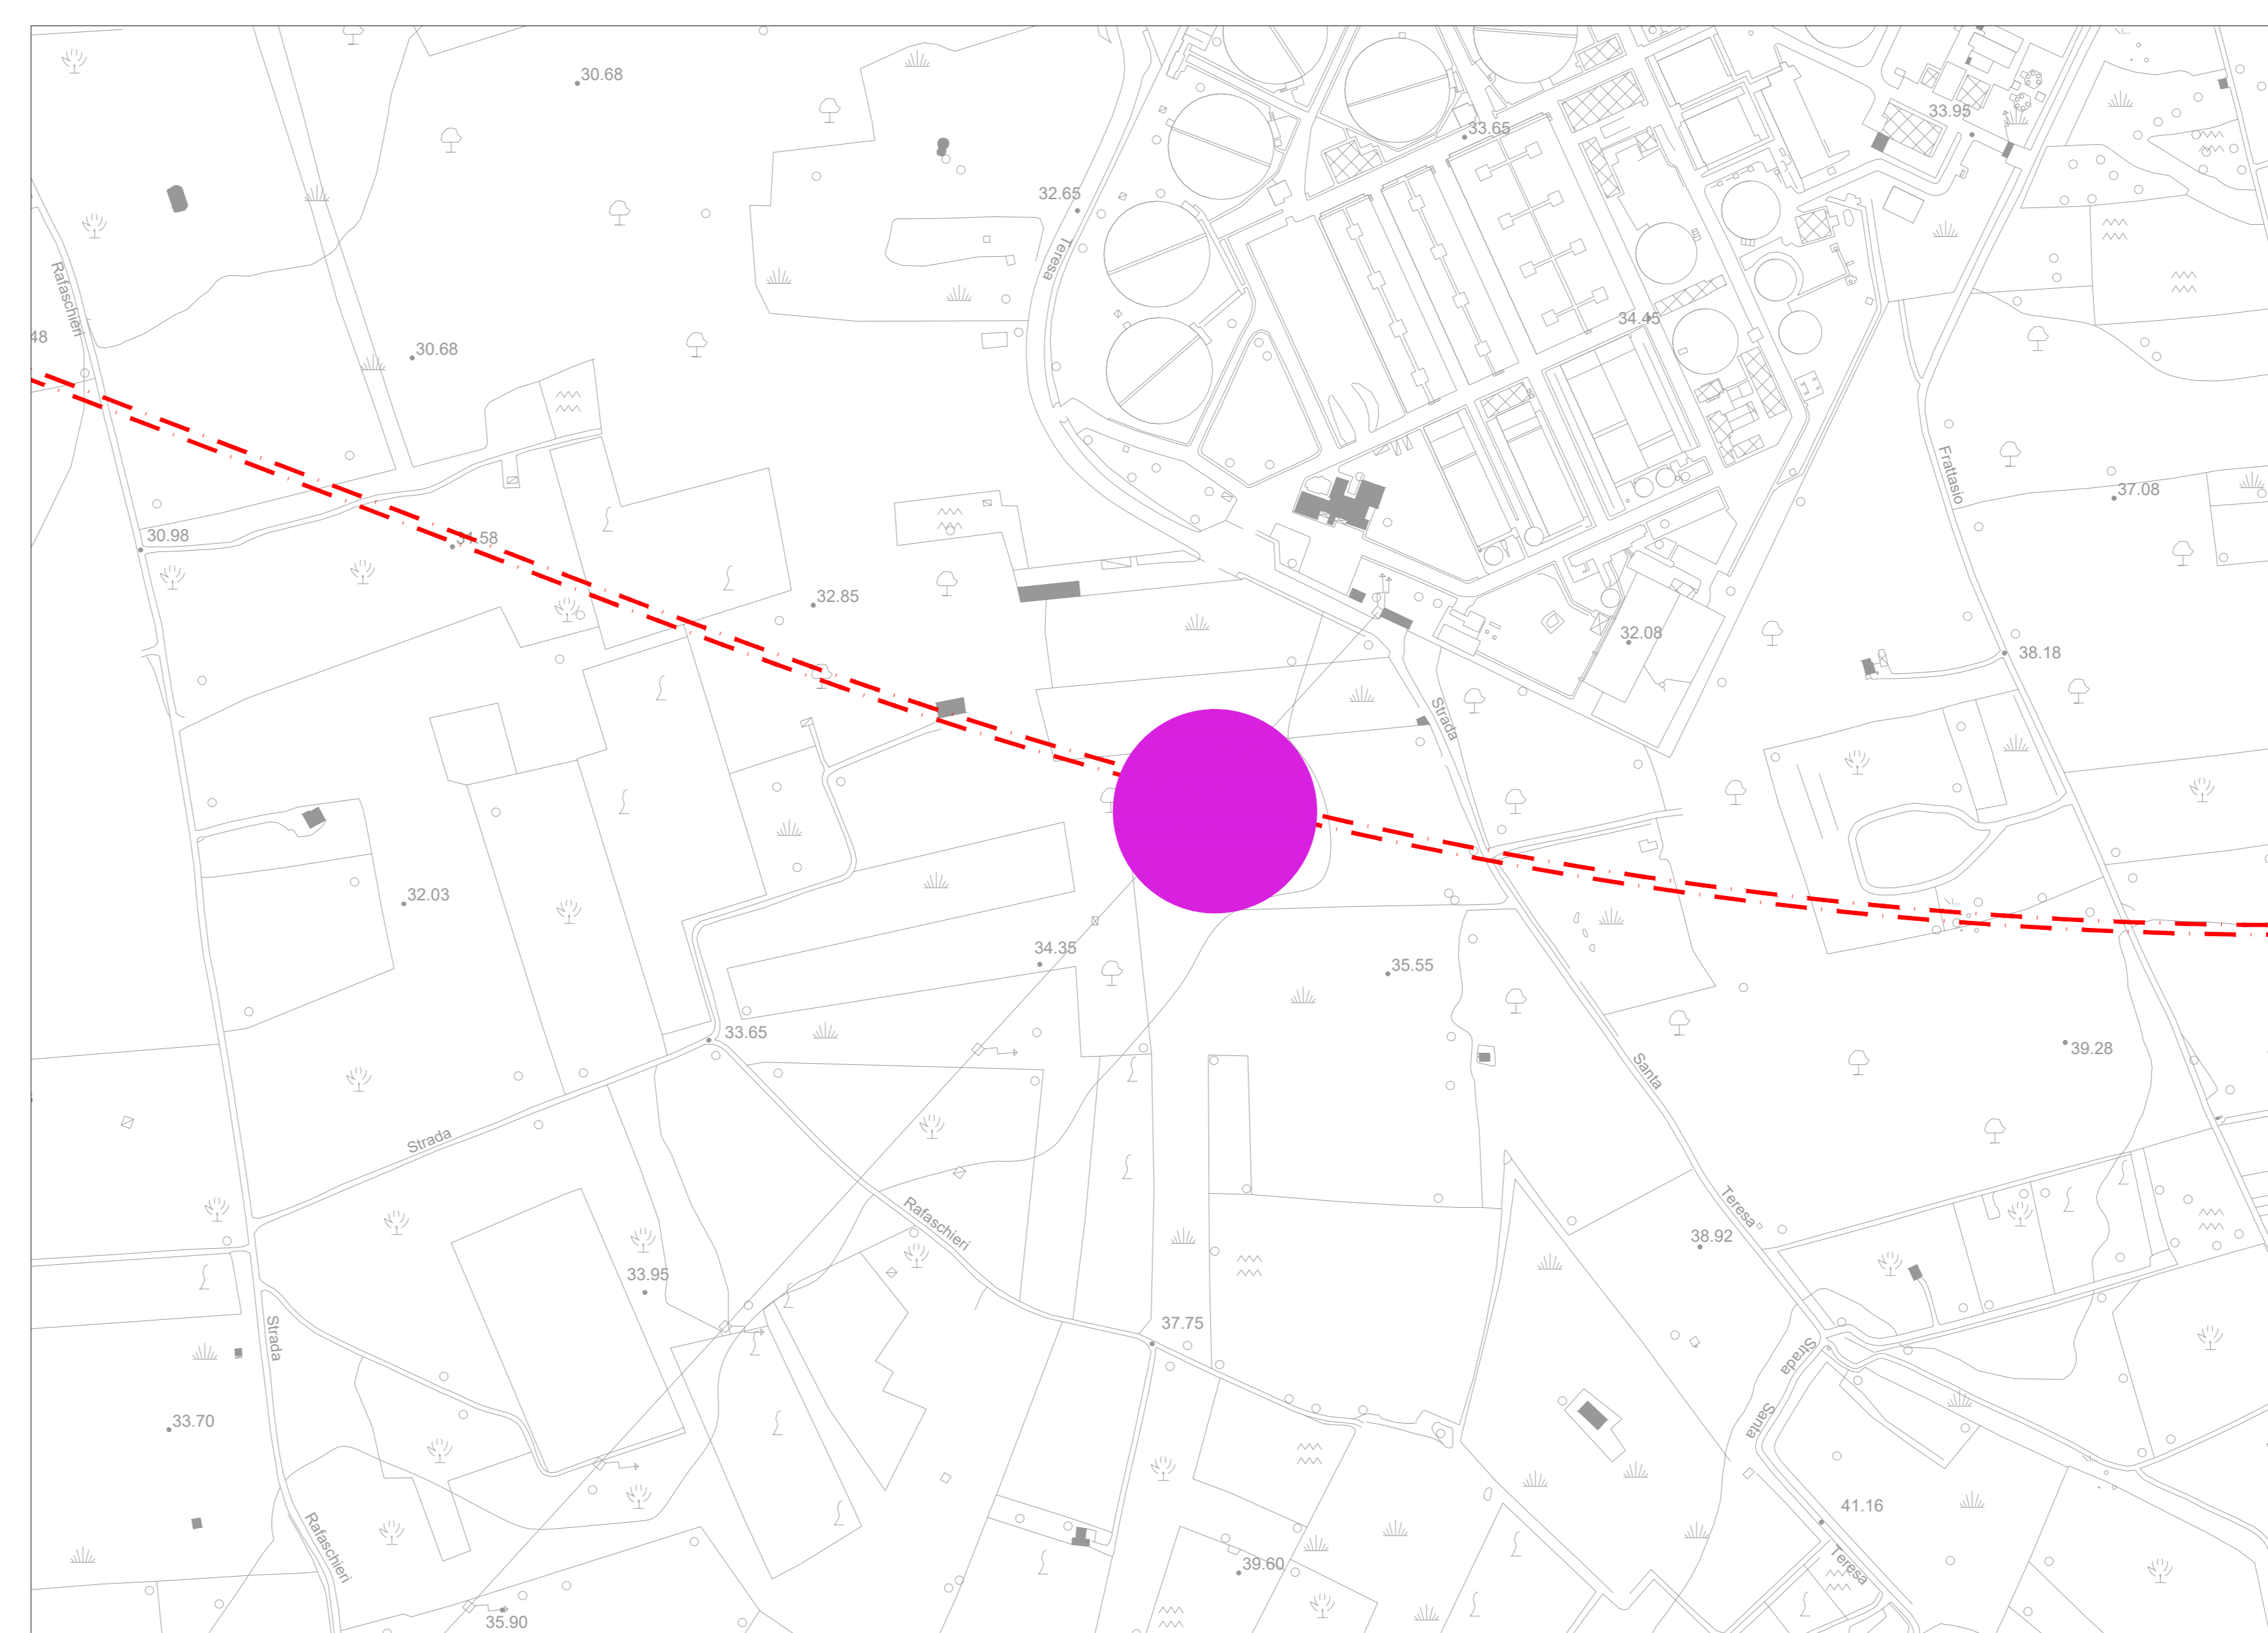 30.68
33.95
33.65
32.65
Teresa
Rafaschieri
34.45
48
30.68
Frattasio
37.08
30.98
31.58
32.85
32.08
38.18
Strada
32.03
34.35
35.55
33.65
39.28
Santa
Strada
Teresa
Rafaschieri
38.92
33.95
37.75
Strada
Strada
Santa
33.70
41.16
Rafaschieri
Teresa
39.60
35.90